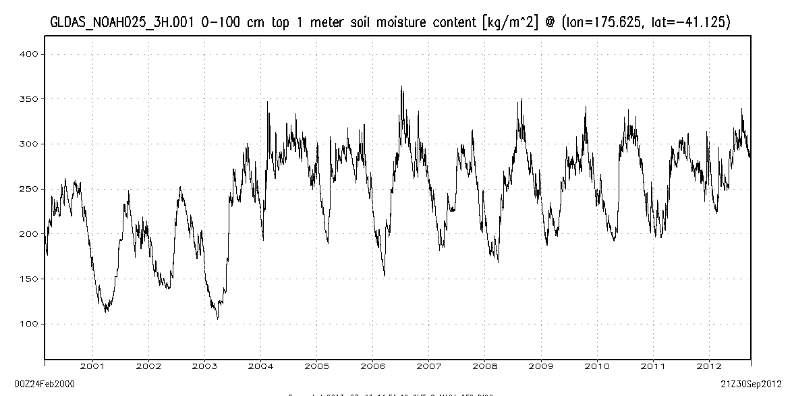 GLDAS_NOAH025_3H.001 0-100 cm top 1 meter soil moisture content [kg/m^2] @ (lon=175.625, lat=-41.125)
400
350
300
250
200
150
100
2001 2002 2003 2004 2005 2006 2007 2008 2009 2010 2011 2012
00Z24Feb2000 21Z30Sep2012